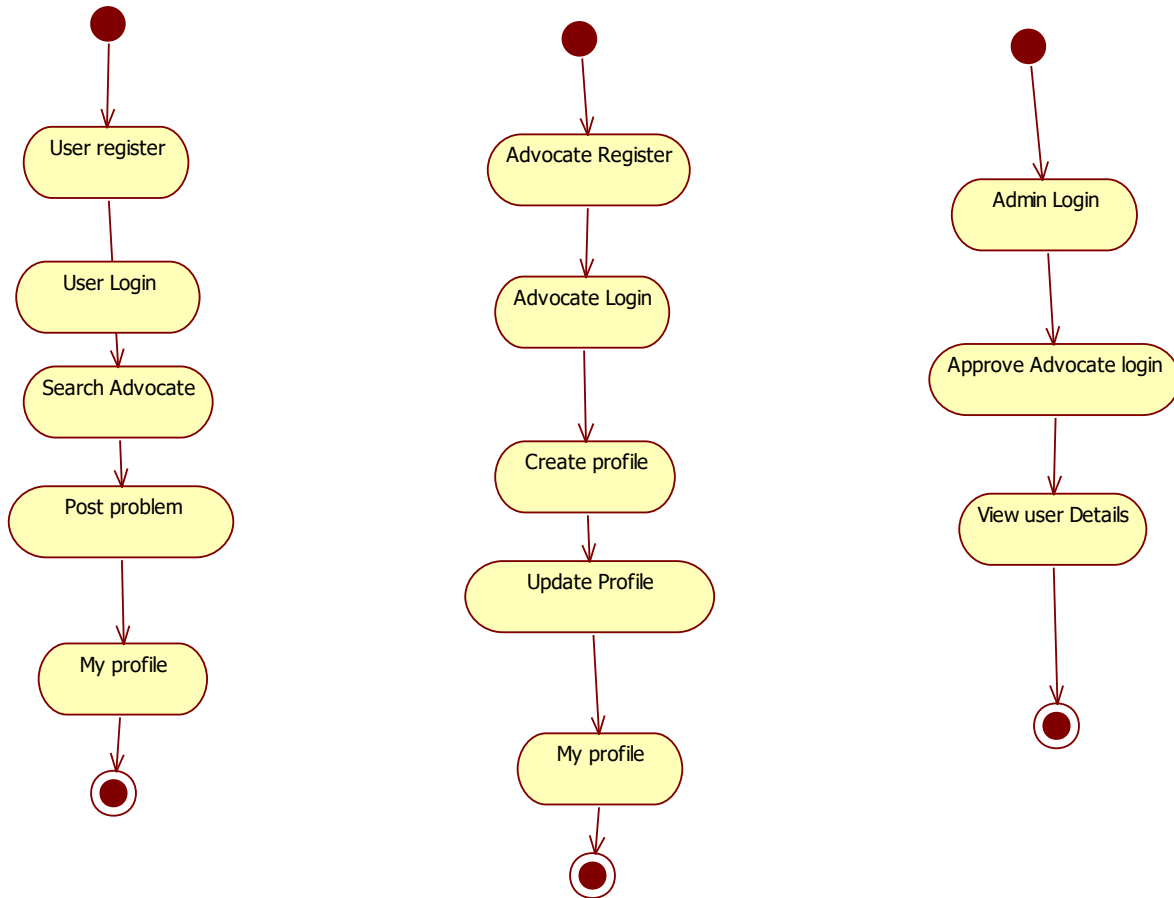 User register
User Login
Search Advocate
Post problem
My profile
Advocate Register
Advocate Login
Create profile
Update Profile
My profile
Admin Login
Approve Advocate login
View user Details